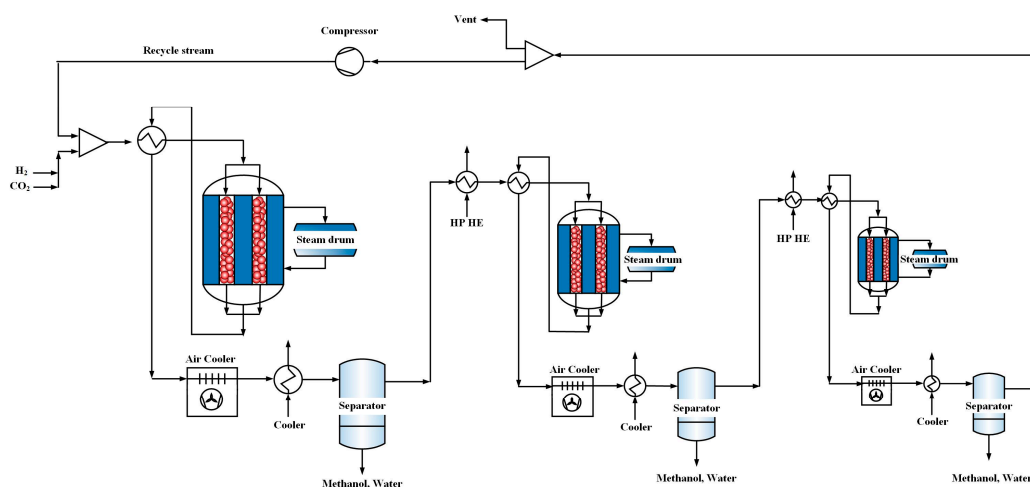 Vent
Compressor
Recycle stream
H₂
CO₂
Steam drum
HP HE
Steam drum
HP HE
Steam drum
Air Cooler
Separator
Cooler
Methanol, Water
Air Cooler
Separator
Cooler
Methanol, Water
Air Cooler
Separator
Cooler
Methanol, Water